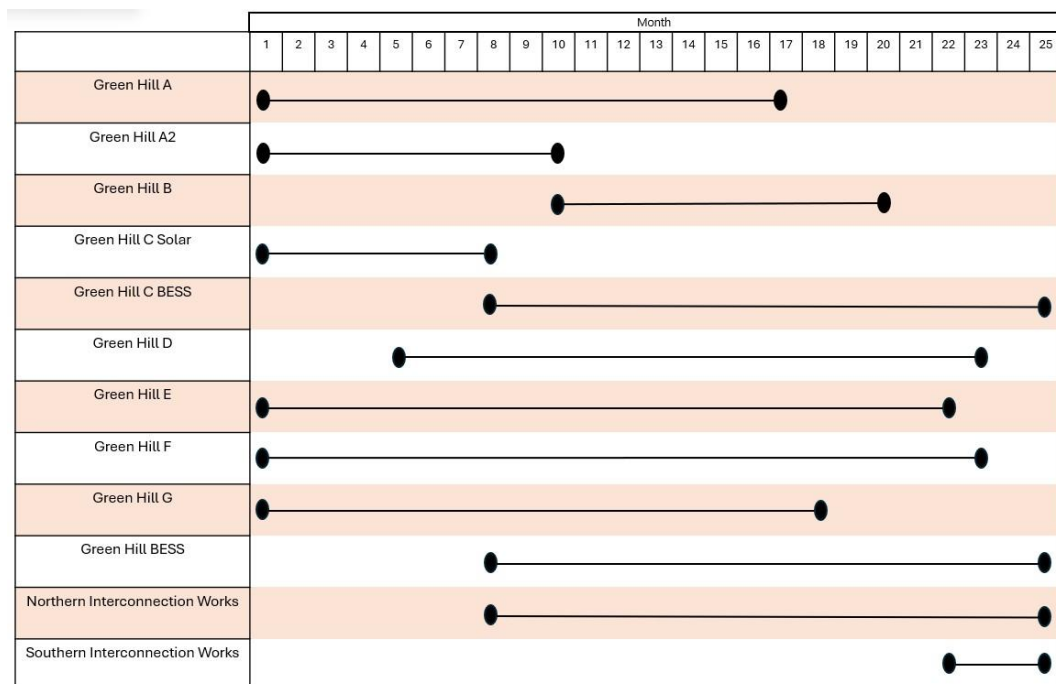 Month
1 2 3 4 5 6 7 8 9 10 11 12 13 14 15 16 17 18 19 20 21 22 23 24 25
Green Hill A
Green Hill A2
Green Hill B
Green Hill C Solar
Green Hill C BESS
Green Hill D
Green Hill E
Green Hill F
Green Hill G
Green Hill BESS
Northern Interconnection Works
Southern Interconnection Works